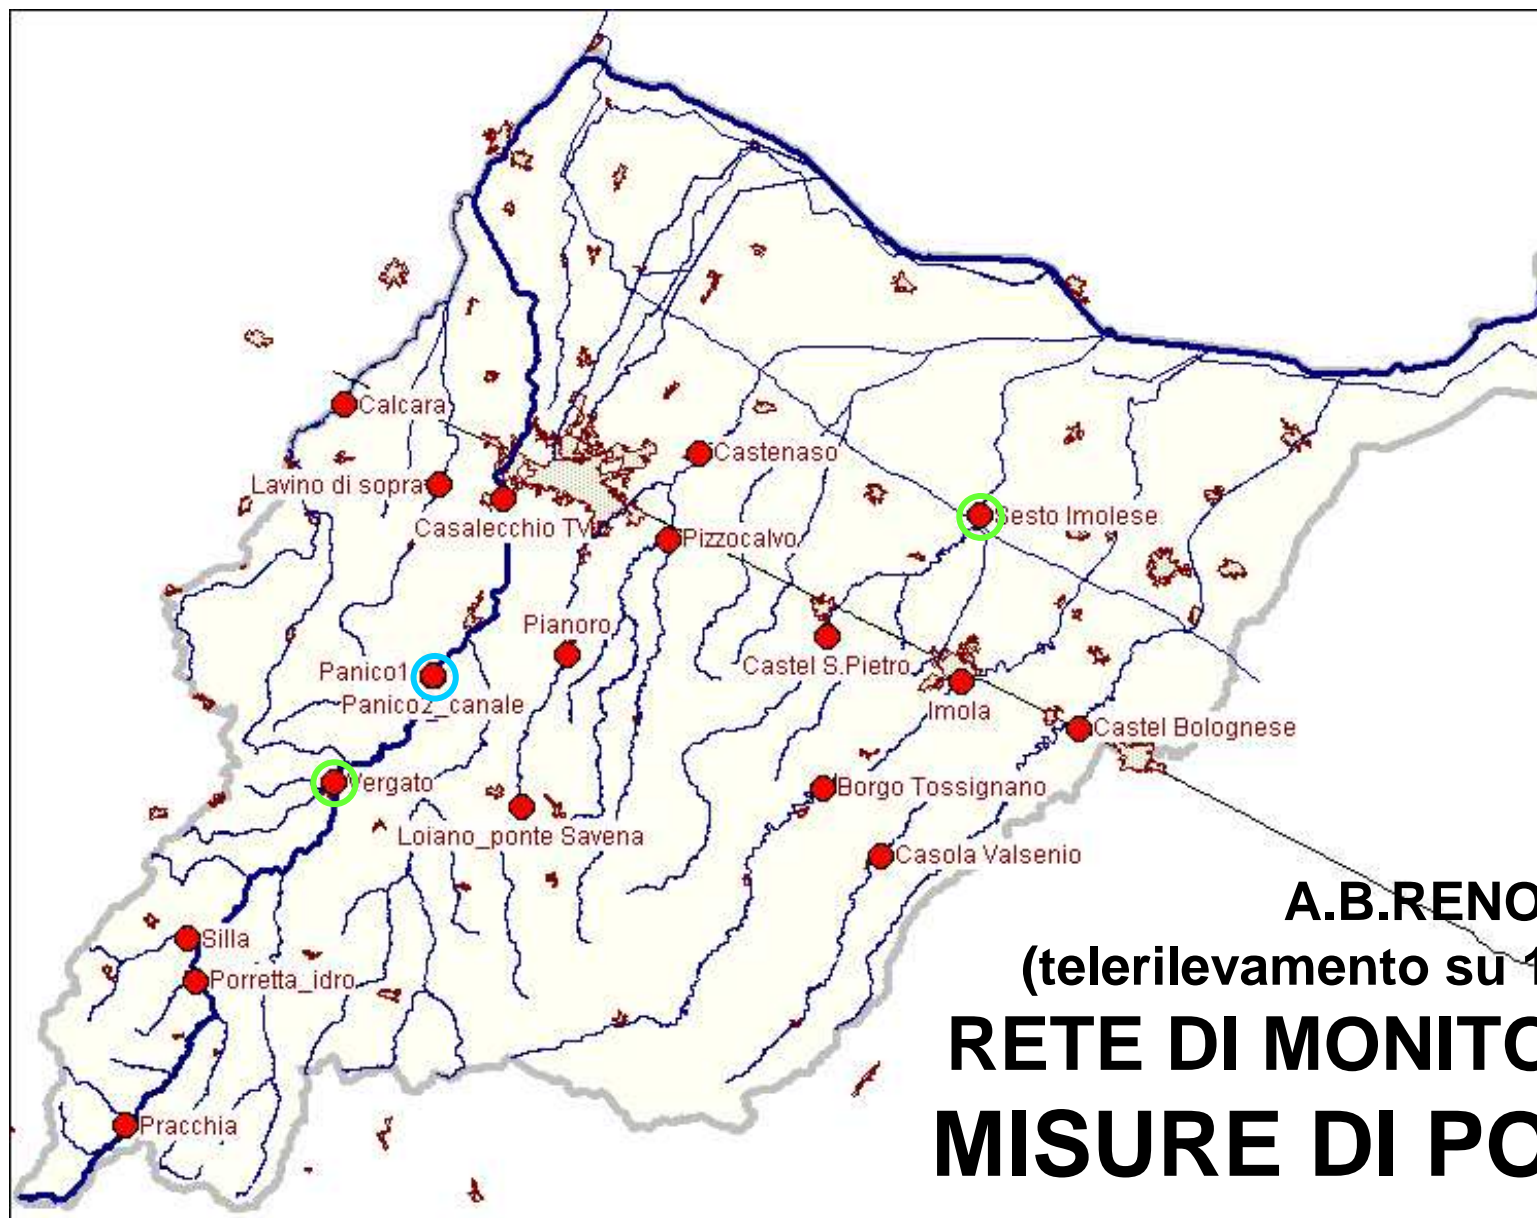 Calcara
Castenaso
Lavino di sopra
Casalecchio TV
Sesto Imolese
Pizzocalvo
Pianoro
Panico1
Castel S.Pietro
Panico2_canale
Imola
Castel Bolognese
Vergato
Borgo Tossignano
Loiano_ponte Savena
Casola Valsenio
A.B.RENO
(telerilevamento su 1
Silla
Porretta_idro
RETE DI MONITO
MISURE DI PO
Pracchia